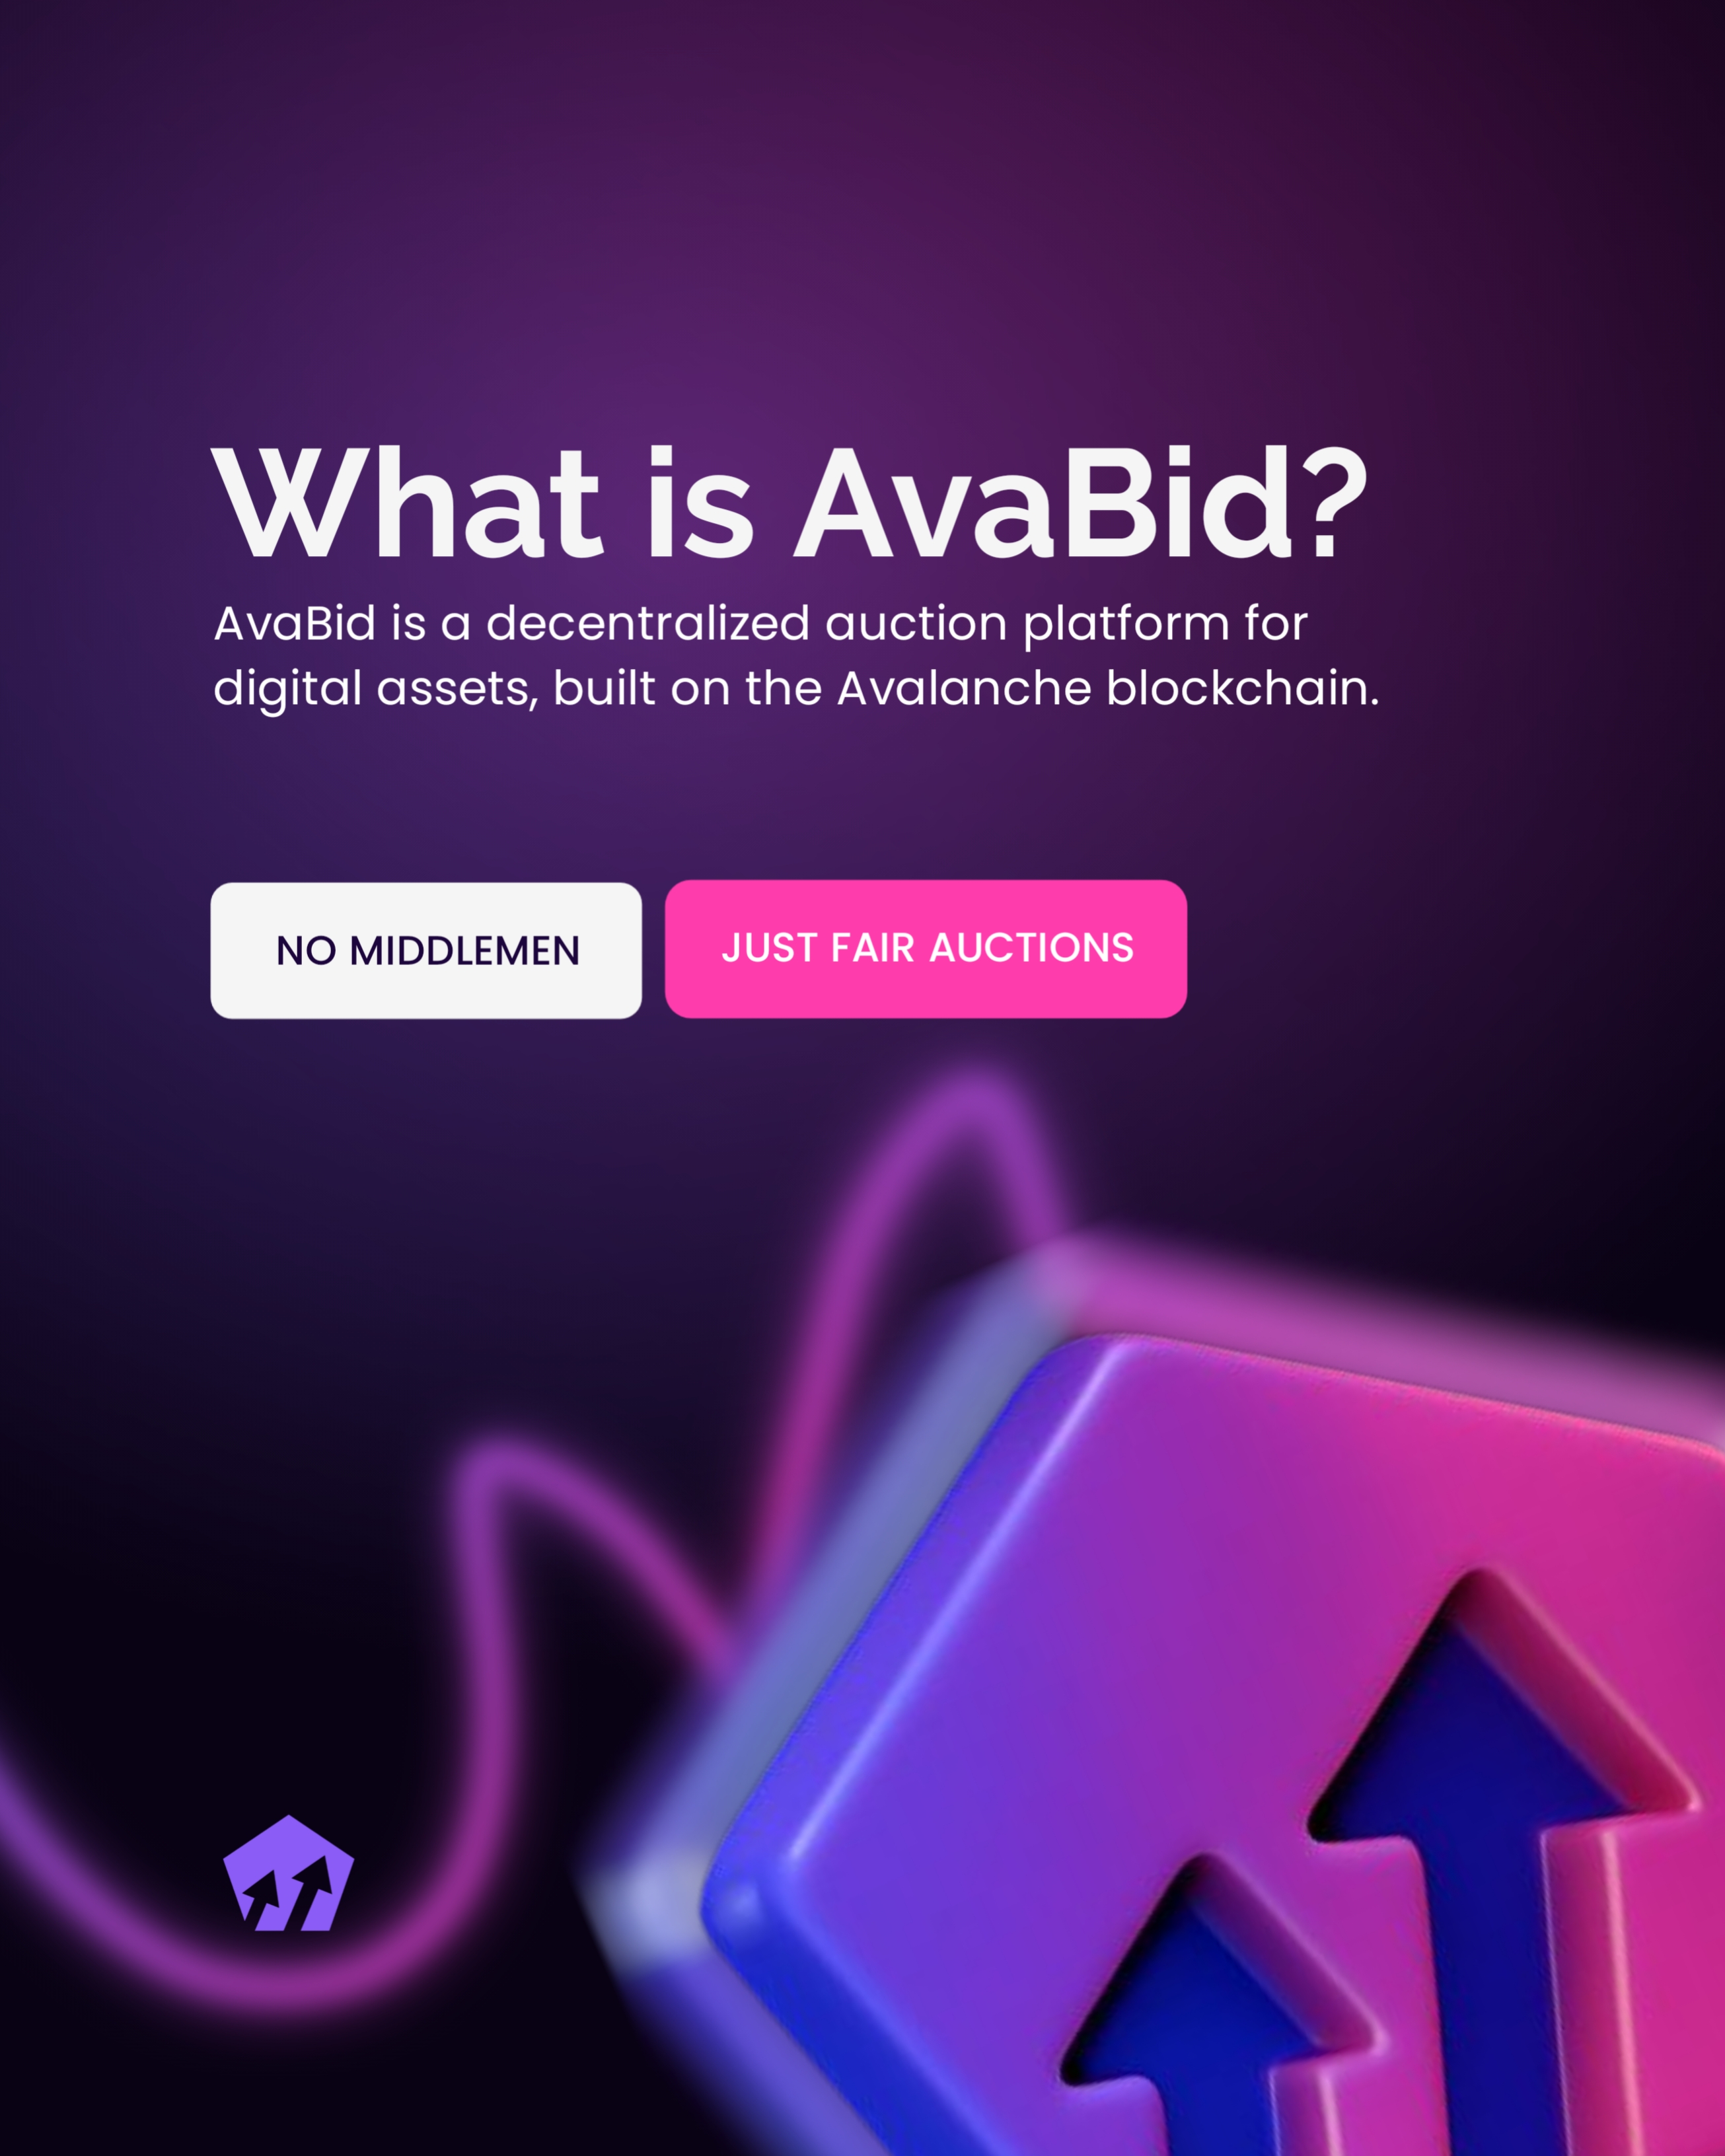 What is AvaBid?
AvaBid is a decentralized auction platform for
digital assets, built on the Avalanche blockchain.
NO MIDDLEMEN
JUST FAIR AUCTIONS